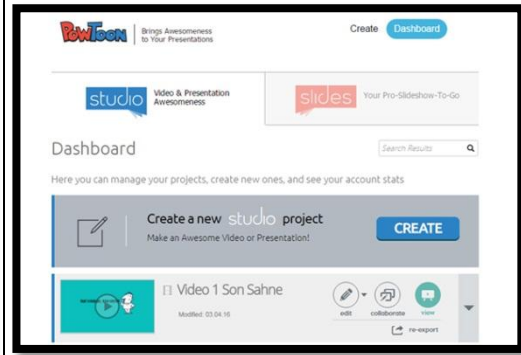 POWTOON
Brings Awesomeness
to Your Presentations
Create
Dashboard
studio
Video & Presentation
Awesomeness
slides
Your Pro-Slideshow-To-Go
Dashboard
Search Results
Here you can manage your projects, create new ones, and see your account stats
Create a new studio project
Make an Awesome Video or Presentation!
CREATE
Video 1 Son Sahne
Modified: 03.04.16
edit
collaborate
view
re-export